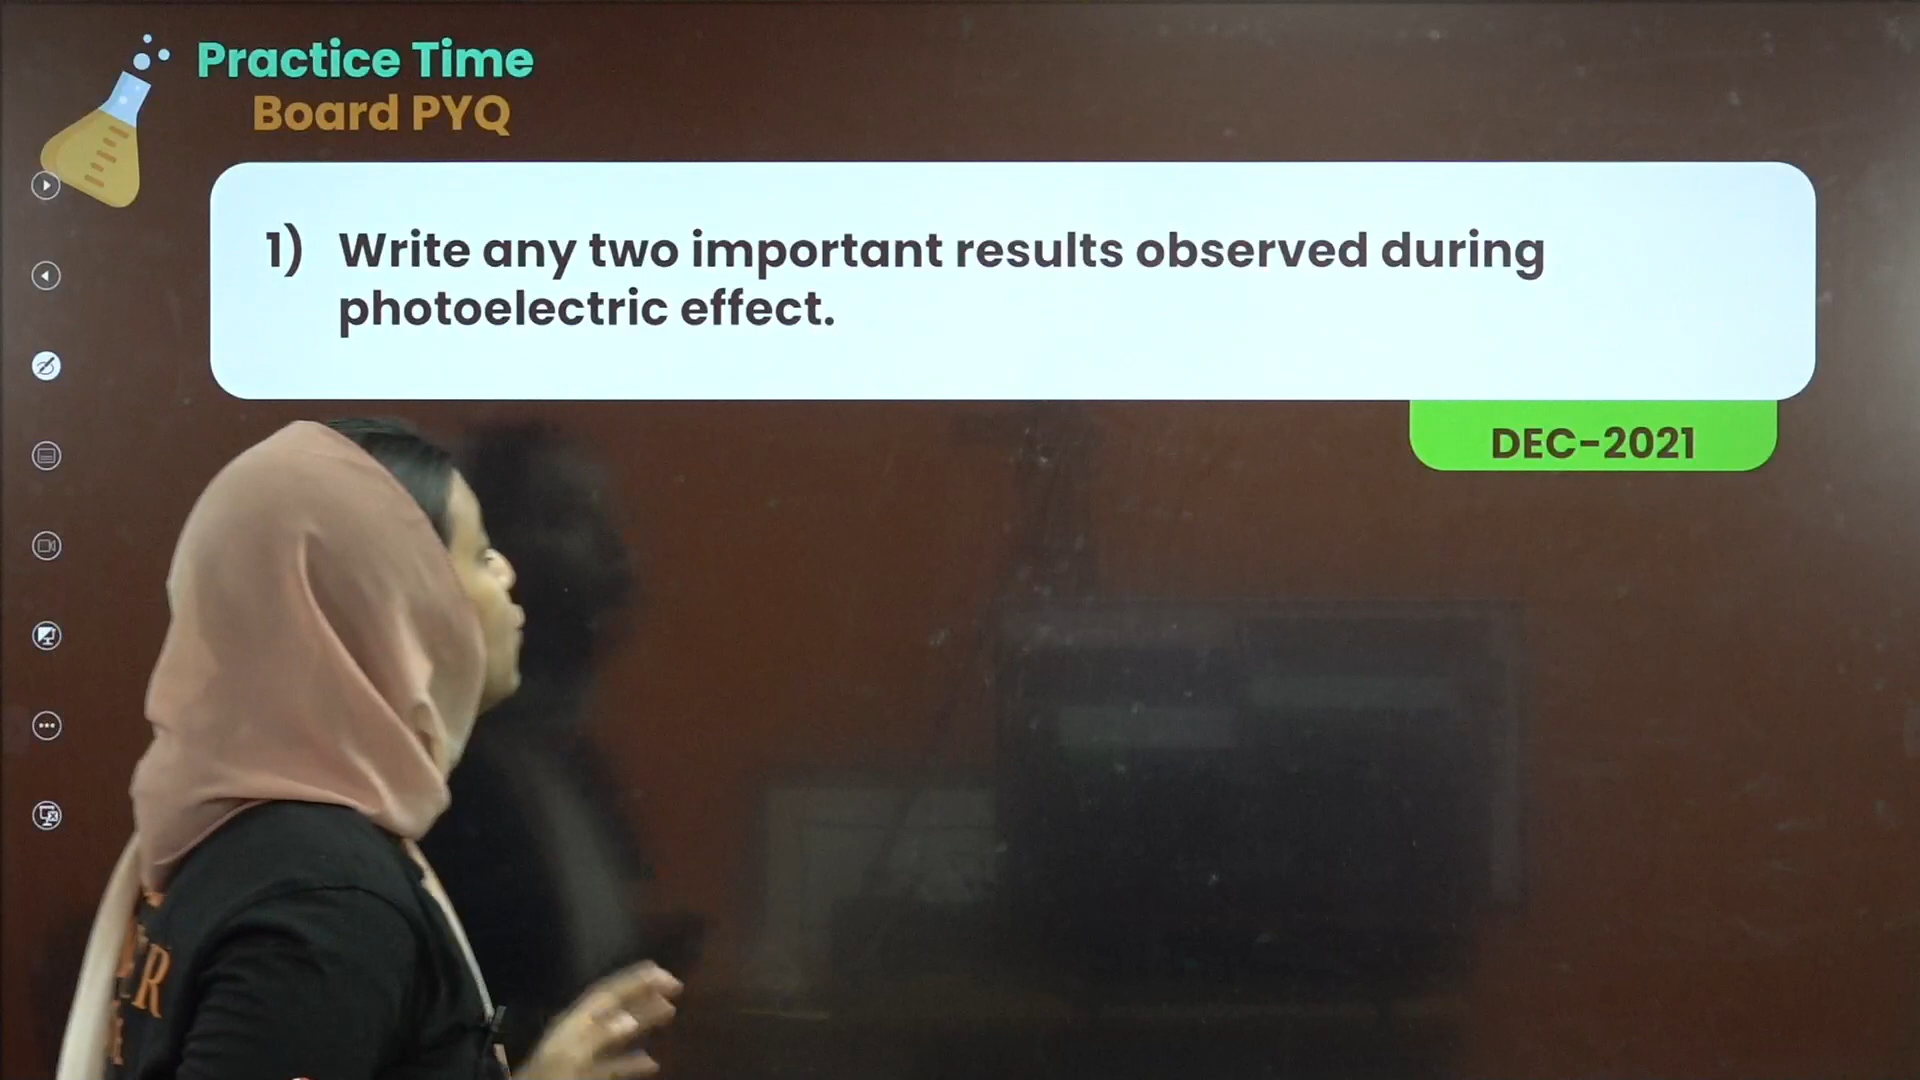 Practice Time
Board PYQ
1) Write any two important results observed during
photoelectric effect.
DEC-2021